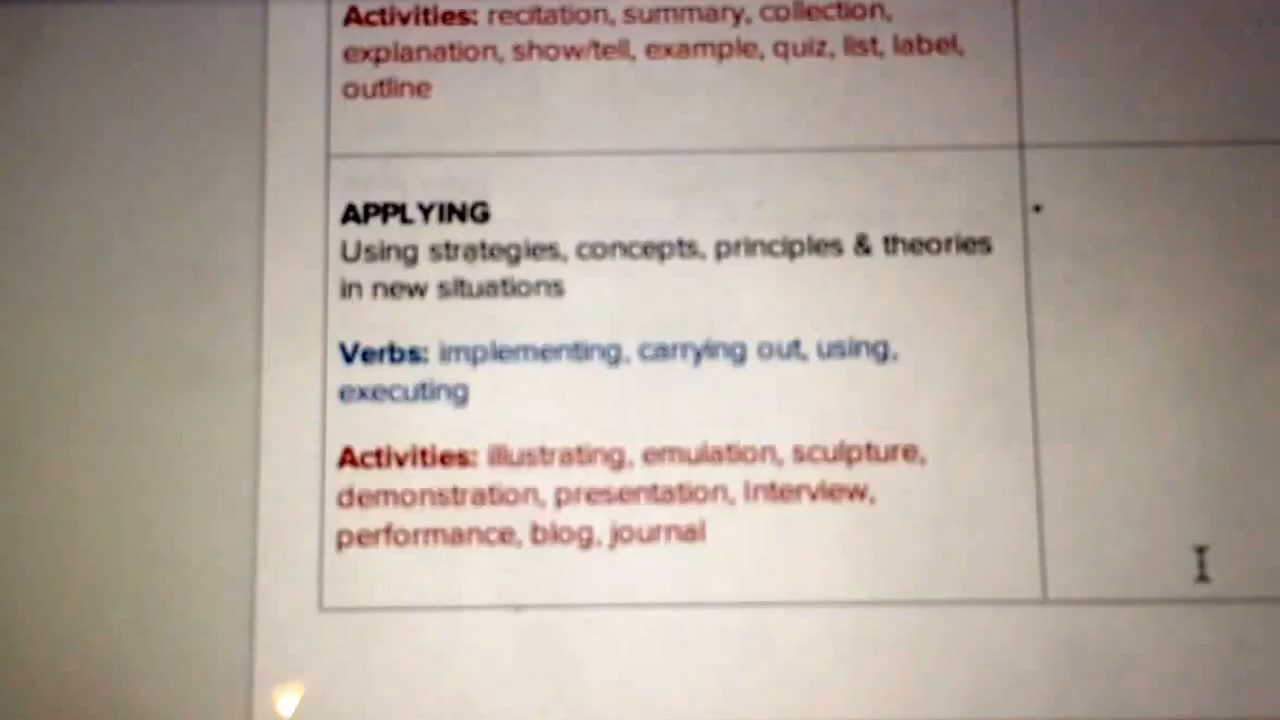 Activities: recitation, summary, collection,
explanation, show/tell, example, quiz, list, label,
outline
APPLYING
Using strategies, concepts, principles & theories
in new situations
Verbs: implementing, carrying out, using,
executing
Activities: illustrating, emulation, sculpture,
demonstration, presentation, Interview,
performance, blog, journal